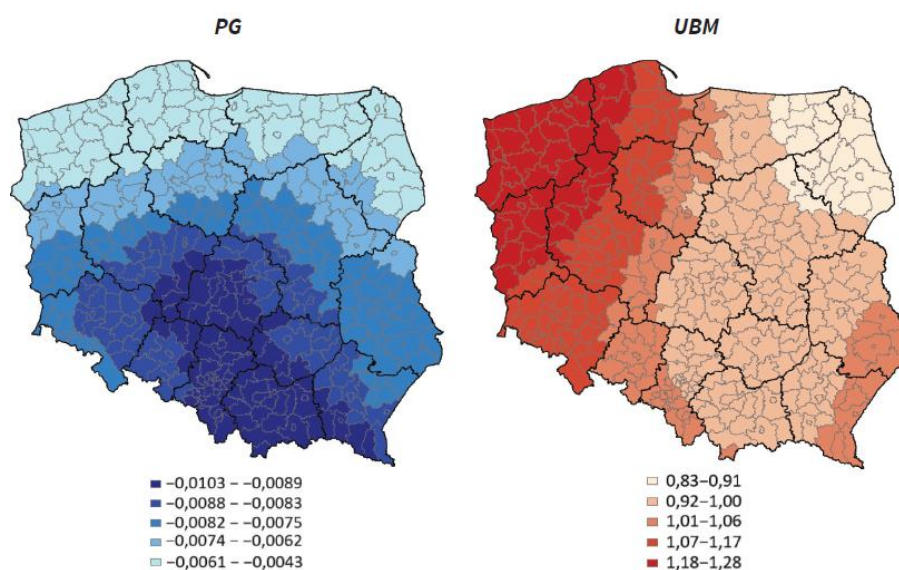 PG
UBM
−0,0103 – −0,0089
−0,0088 – −0,0083
−0,0082 – −0,0075
−0,0074 – −0,0062
−0,0061 – −0,0043
0,83–0,91
0,92–1,00
1,01–1,06
1,07–1,17
1,18–1,28